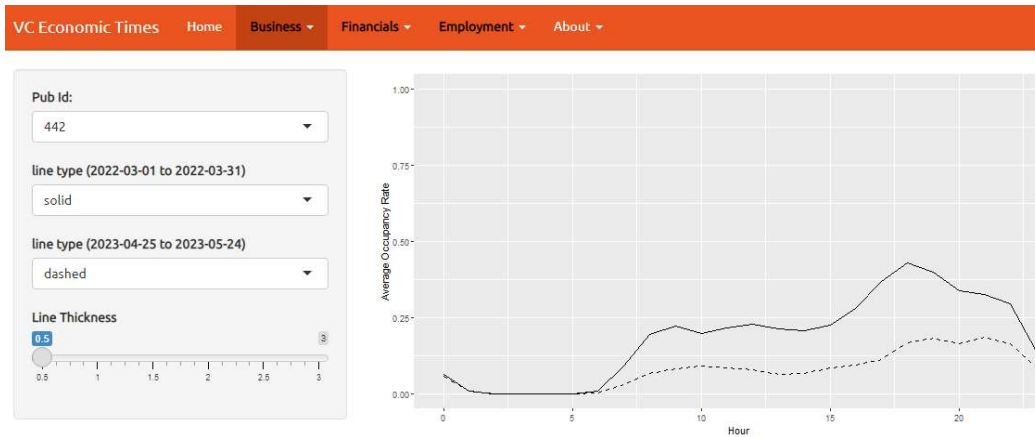 VC Economic Times Home Business Financials Employment About
Pub Id:
442
line type (2022-03-01 to 2022-03-31)
solid
line type (2023-04-25 to 2023-05-24)
dashed
Line Thickness
0.5 3
0.5 1 1.5 2 2.5 3
Average Occupancy Rate
1.00
0.75
0.50
0.25
0.00
0 5 10 15 20
Hour